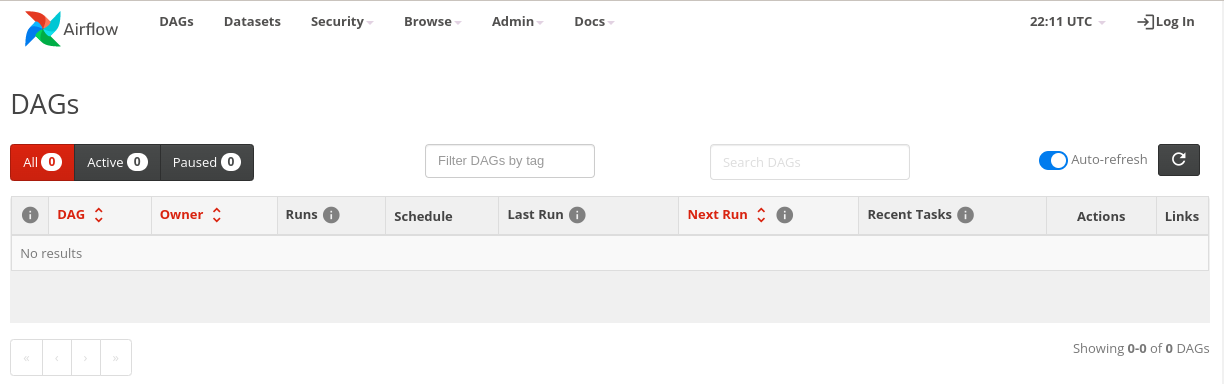 Airflow DAGs Datasets Security Browse Admin Docs 22:11 UTC Log In
DAGs
All 0 Active 0 Paused 0 Filter DAGs by tag Search DAGs Auto-refresh
i DAG Owner Runs i Schedule Last Run i Next Run i Recent Tasks i Actions Links
No results
« ‹ › » Showing 0-0 of 0 DAGs